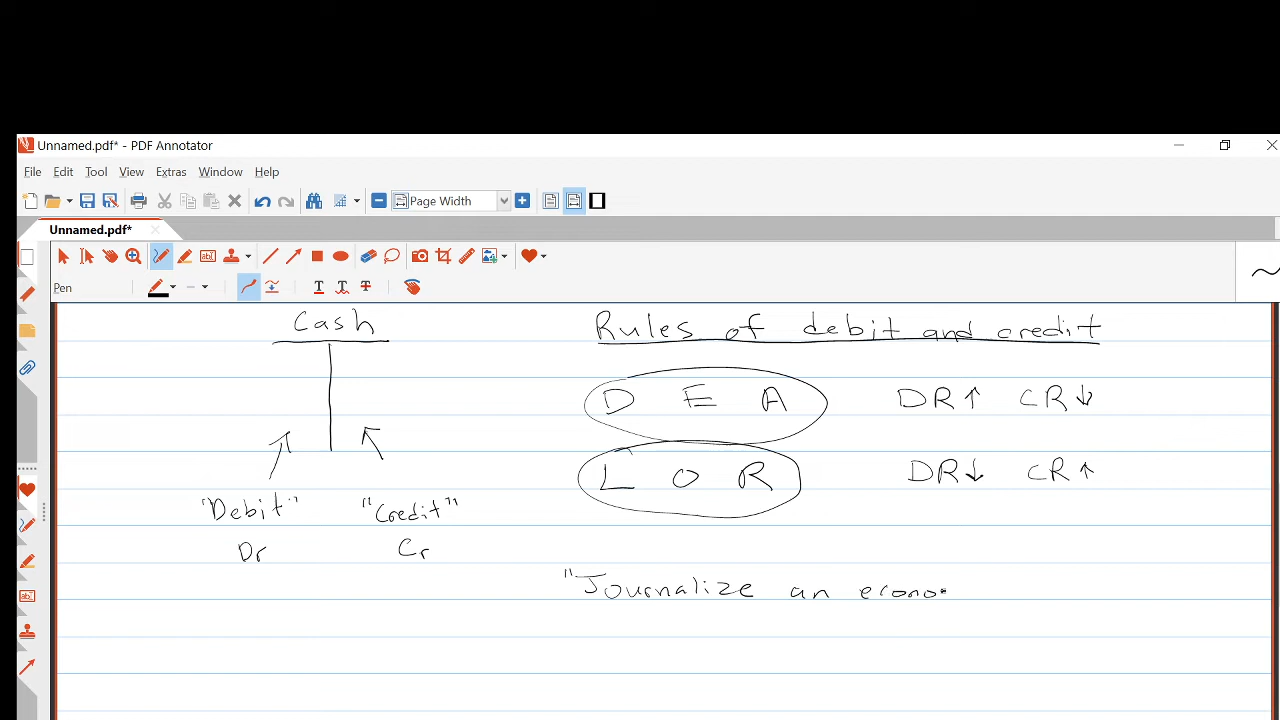 Unnamed.pdf* - PDF Annotator
File Edit Tool View Extras Window Help
Page Width
Unnamed.pdf*
Pen
Cash
Rules of debit and credit
D E A DR↑ CR↓
L O R DR↓ CR↑
"Debit" "Credit"
Dr Cr
"Journalize an econo